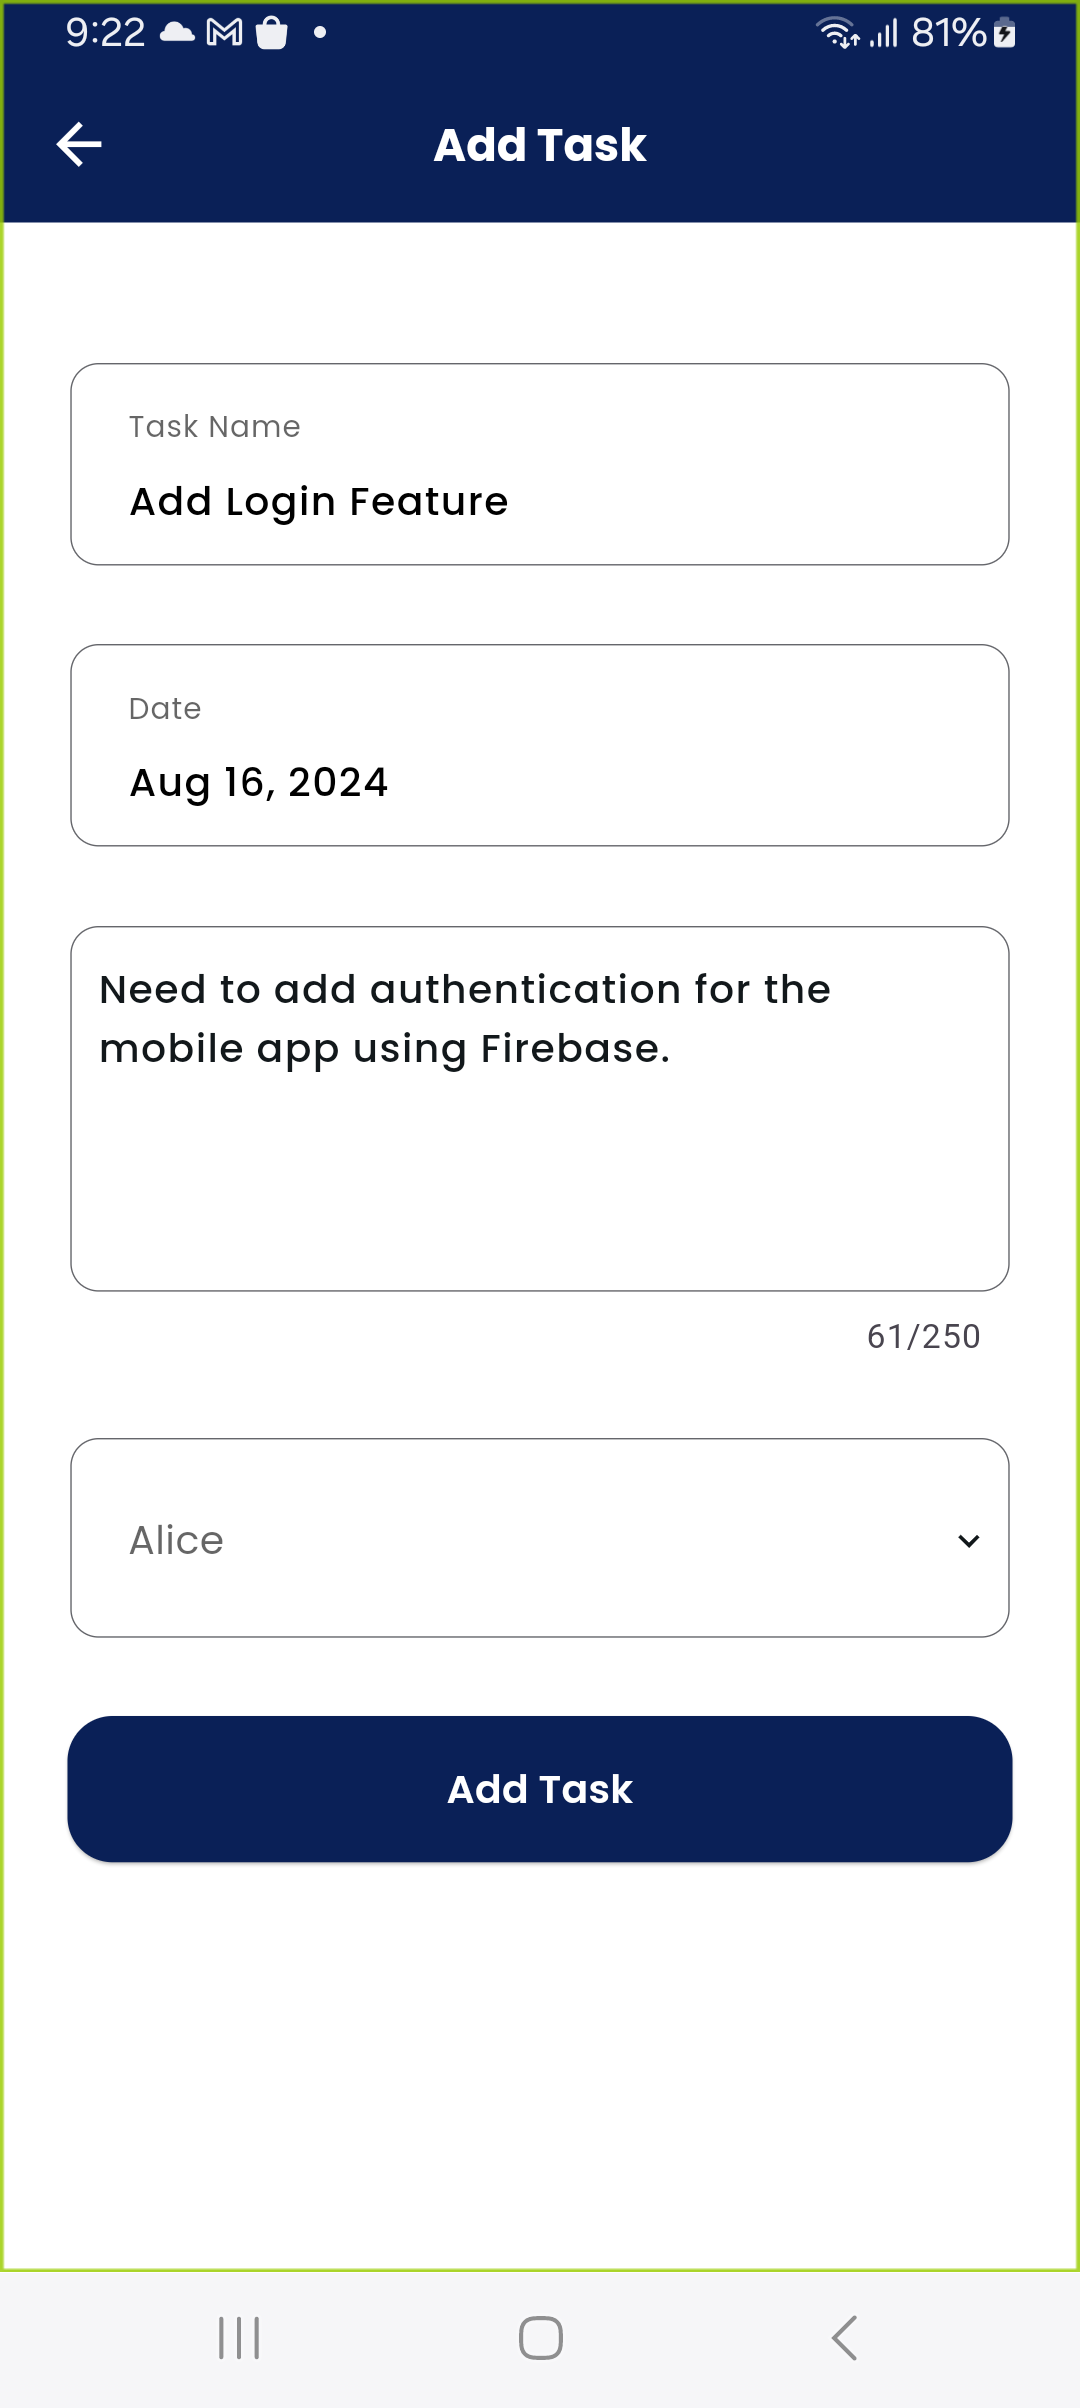 9:22 81%
Add Task
Task Name
Add Login Feature
Date
Aug 16, 2024
Need to add authentication for the
mobile app using Firebase.
61/250
Alice
Add Task